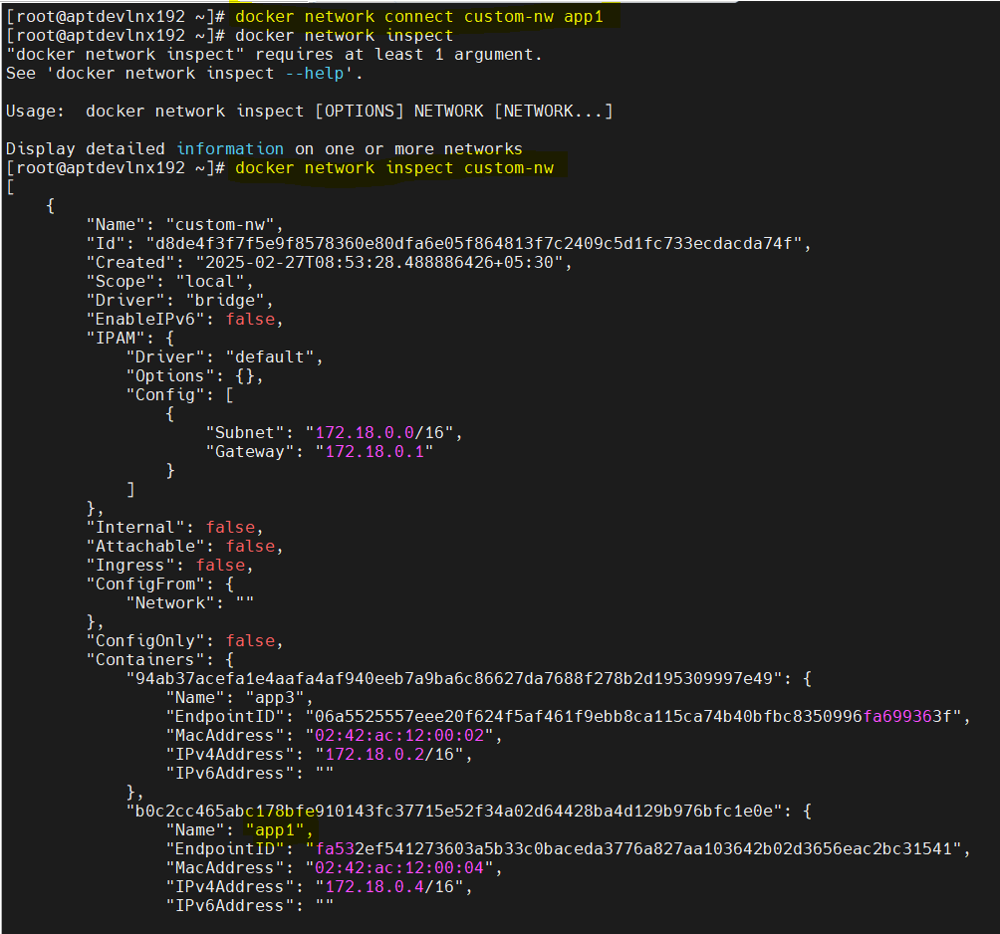 [root@aptdevlnx192 ~]# docker network connect custom-nw app1
[root@aptdevlnx192 ~]# docker network inspect
"docker network inspect" requires at least 1 argument.
See 'docker network inspect --help'.
Usage:  docker network inspect [OPTIONS] NETWORK [NETWORK...]
Display detailed information on one or more networks
[root@aptdevlnx192 ~]# docker network inspect custom-nw
[
    {
        "Name": "custom-nw",
        "Id": "d8de4f3f7f5e9f8578360e80dfa6e05f864813f7c2409c5d1fc733ecdacda74f",
        "Created": "2025-02-27T08:53:28.488886426+05:30",
        "Scope": "local",
        "Driver": "bridge",
        "EnableIPv6": false,
        "IPAM": {
            "Driver": "default",
            "Options": {},
            "Config": [
                {
                    "Subnet": "172.18.0.0/16",
                    "Gateway": "172.18.0.1"
                }
            ]
        },
        "Internal": false,
        "Attachable": false,
        "Ingress": false,
        "ConfigFrom": {
            "Network": ""
        },
        "ConfigOnly": false,
        "Containers": {
            "94ab37acefa1e4aafa4af940eeb7a9ba6c86627da7688f278b2d195309997e49": {
                "Name": "app3",
                "EndpointID": "06a5525557eee20f624f5af461f9ebb8ca115ca74b40bfbc8350996fa699363f",
                "MacAddress": "02:42:ac:12:00:02",
                "IPv4Address": "172.18.0.2/16",
                "IPv6Address": ""
            },
            "b0c2cc465abc178bfe910143fc37715e52f34a02d64428ba4d129b976bfc1e0e": {
                "Name": "app1",
                "EndpointID": "fa532ef541273603a5b33c0baceda3776a827aa103642b02d3656eac2bc31541",
                "MacAddress": "02:42:ac:12:00:04",
                "IPv4Address": "172.18.0.4/16",
                "IPv6Address": ""